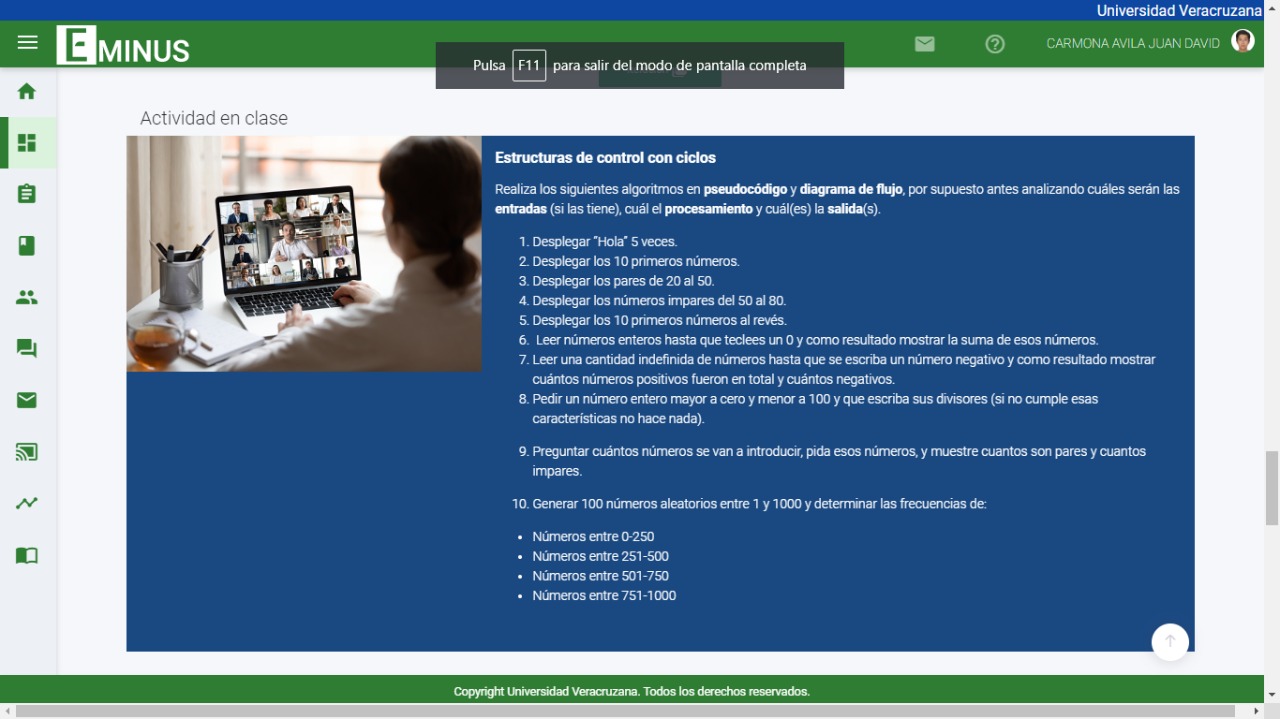 Universidad Veracruzana
EMINUS
CARMONA AVILA JUAN DAVID
Pulsa F11 para salir del modo de pantalla completa
Actividad en clase
Estructuras de control con ciclos
Realiza los siguientes algoritmos en pseudocódigo y diagrama de flujo, por supuesto antes analizando cuáles serán las
entradas (si las tiene), cuál el procesamiento y cuál(es) la salida(s).
1. Desplegar "Hola" 5 veces.
2. Desplegar los 10 primeros números.
3. Desplegar los pares de 20 al 50.
4. Desplegar los números impares del 50 al 80.
5. Desplegar los 10 primeros números al revés.
6. Leer números enteros hasta que teclees un 0 y como resultado mostrar la suma de esos números.
7. Leer una cantidad indefinida de números hasta que se escriba un número negativo y como resultado mostrar
cuántos números positivos fueron en total y cuántos negativos.
8. Pedir un número entero mayor a cero y menor a 100 y que escriba sus divisores (si no cumple esas
características no hace nada).
9. Preguntar cuántos números se van a introducir, pida esos números, y muestre cuantos son pares y cuantos
impares.
10. Generar 100 números aleatorios entre 1 y 1000 y determinar las frecuencias de:
• Números entre 0-250
• Números entre 251-500
• Números entre 501-750
• Números entre 751-1000
Copyright Universidad Veracruzana. Todos los derechos reservados.